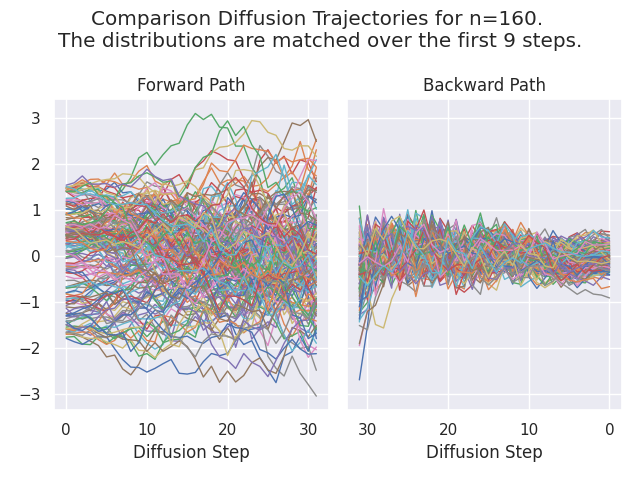 Comparison Diffusion Trajectories for n=160.
The distributions are matched over the first 9 steps.
Forward Path
Backward Path
3
2
1
0
−1
−2
−3
0 10 20 30
30 20 10 0
Diffusion Step
Diffusion Step